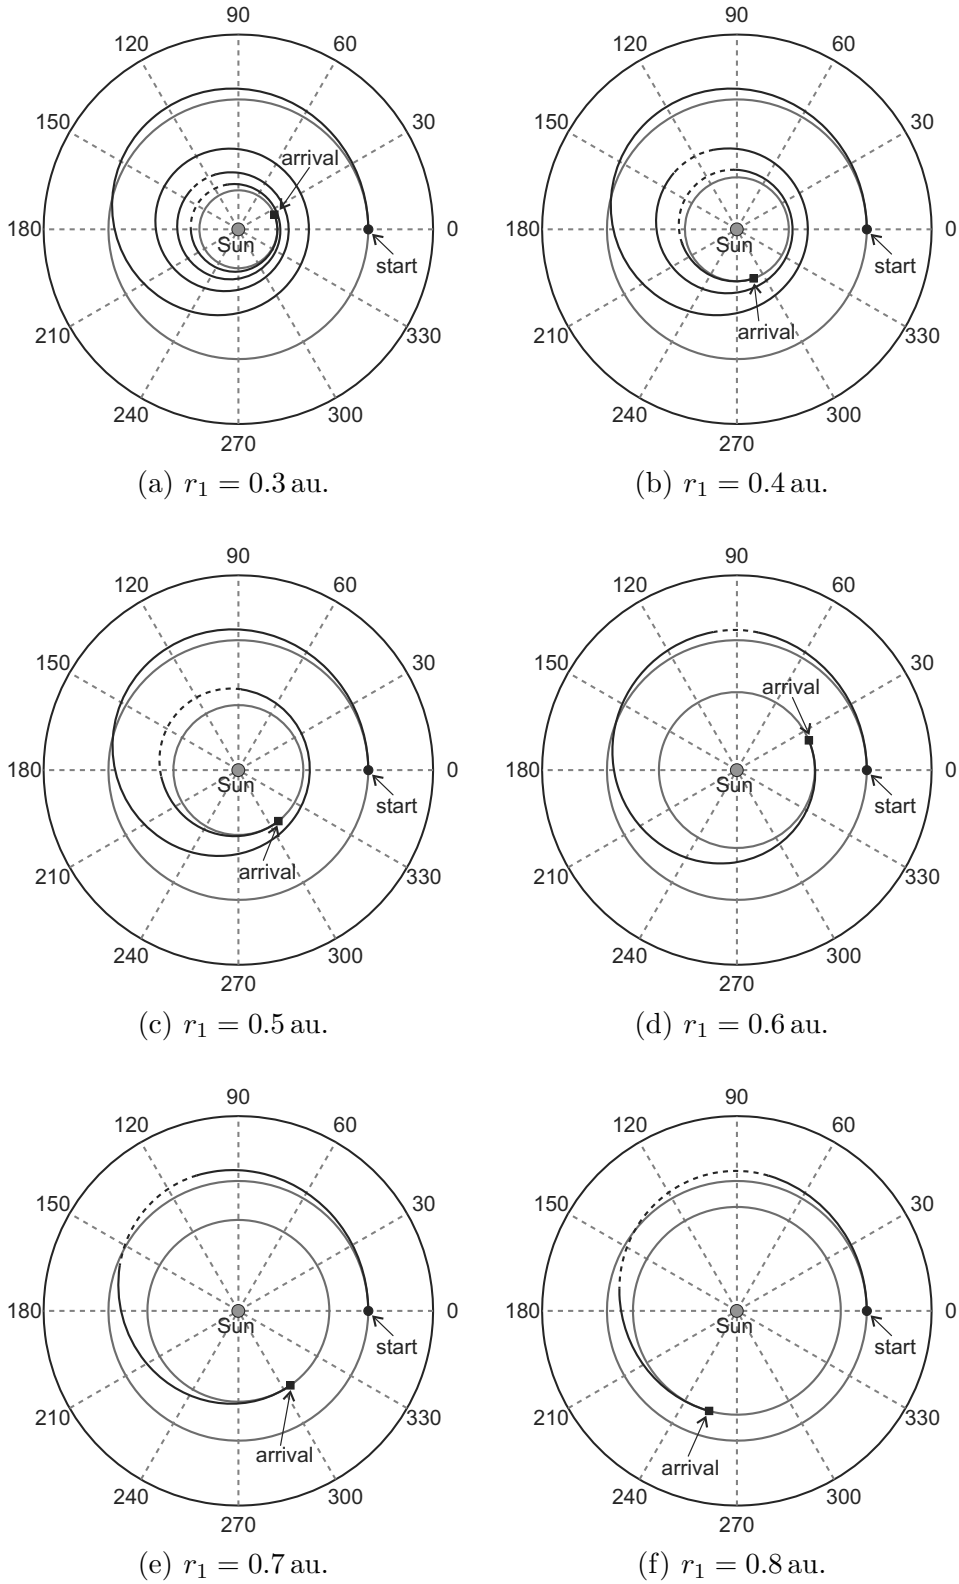 90
120 60
150 30
arrival
180 Sun 0
start
210 330
240 300
270
(a) r₁ = 0.3 au.
90
120 60
150 30
180 Sun 0
start
arrival
210 330
240 300
270
(b) r₁ = 0.4 au.
90
120 60
150 30
180 Sun 0
start
arrival
210 330
240 300
270
(c) r₁ = 0.5 au.
90
120 60
150 30
arrival
180 Sun 0
start
210 330
240 300
270
(d) r₁ = 0.6 au.
90
120 60
150 30
180 Sun 0
start
210 330
arrival
240 300
270
(e) r₁ = 0.7 au.
90
120 60
150 30
180 Sun 0
start
210 330
arrival
240 300
270
(f) r₁ = 0.8 au.